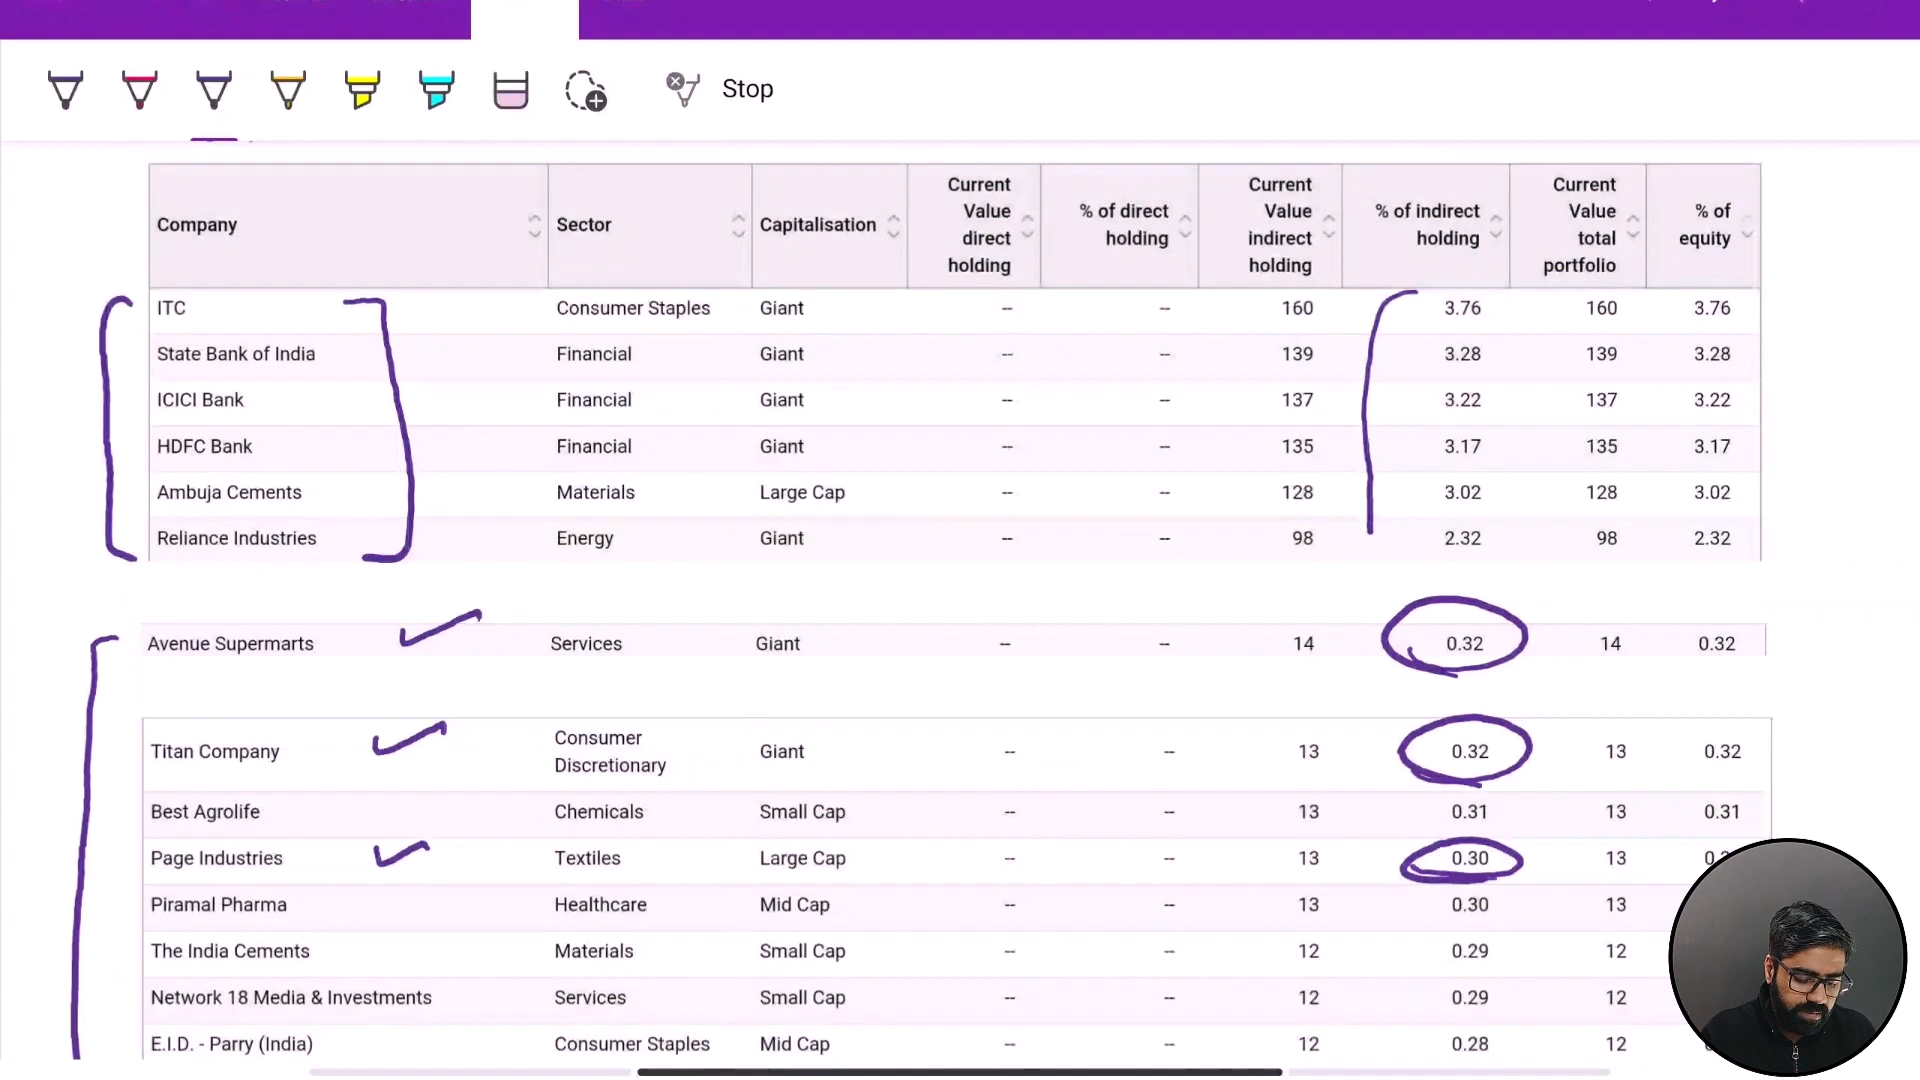 Stop
Company Sector Capitalisation Current Value direct holding % of direct holding Current Value indirect holding % of indirect holding Current Value total portfolio % of equity
ITC Consumer Staples Giant -- -- 160 3.76 160 3.76
State Bank of India Financial Giant -- -- 139 3.28 139 3.28
ICICI Bank Financial Giant -- -- 137 3.22 137 3.22
HDFC Bank Financial Giant -- -- 135 3.17 135 3.17
Ambuja Cements Materials Large Cap -- -- 128 3.02 128 3.02
Reliance Industries Energy Giant -- -- 98 2.32 98 2.32
Avenue Supermarts Services Giant -- -- 14 0.32 14 0.32
Titan Company Consumer Discretionary Giant -- -- 13 0.32 13 0.32
Best Agrolife Chemicals Small Cap -- -- 13 0.31 13 0.31
Page Industries Textiles Large Cap -- -- 13 0.30 13
Piramal Pharma Healthcare Mid Cap -- -- 13 0.30 13
The India Cements Materials Small Cap -- -- 12 0.29 12
Network 18 Media & Investments Services Small Cap -- -- 12 0.29 12
E.I.D. - Parry (India) Consumer Staples Mid Cap -- -- 12 0.28 12